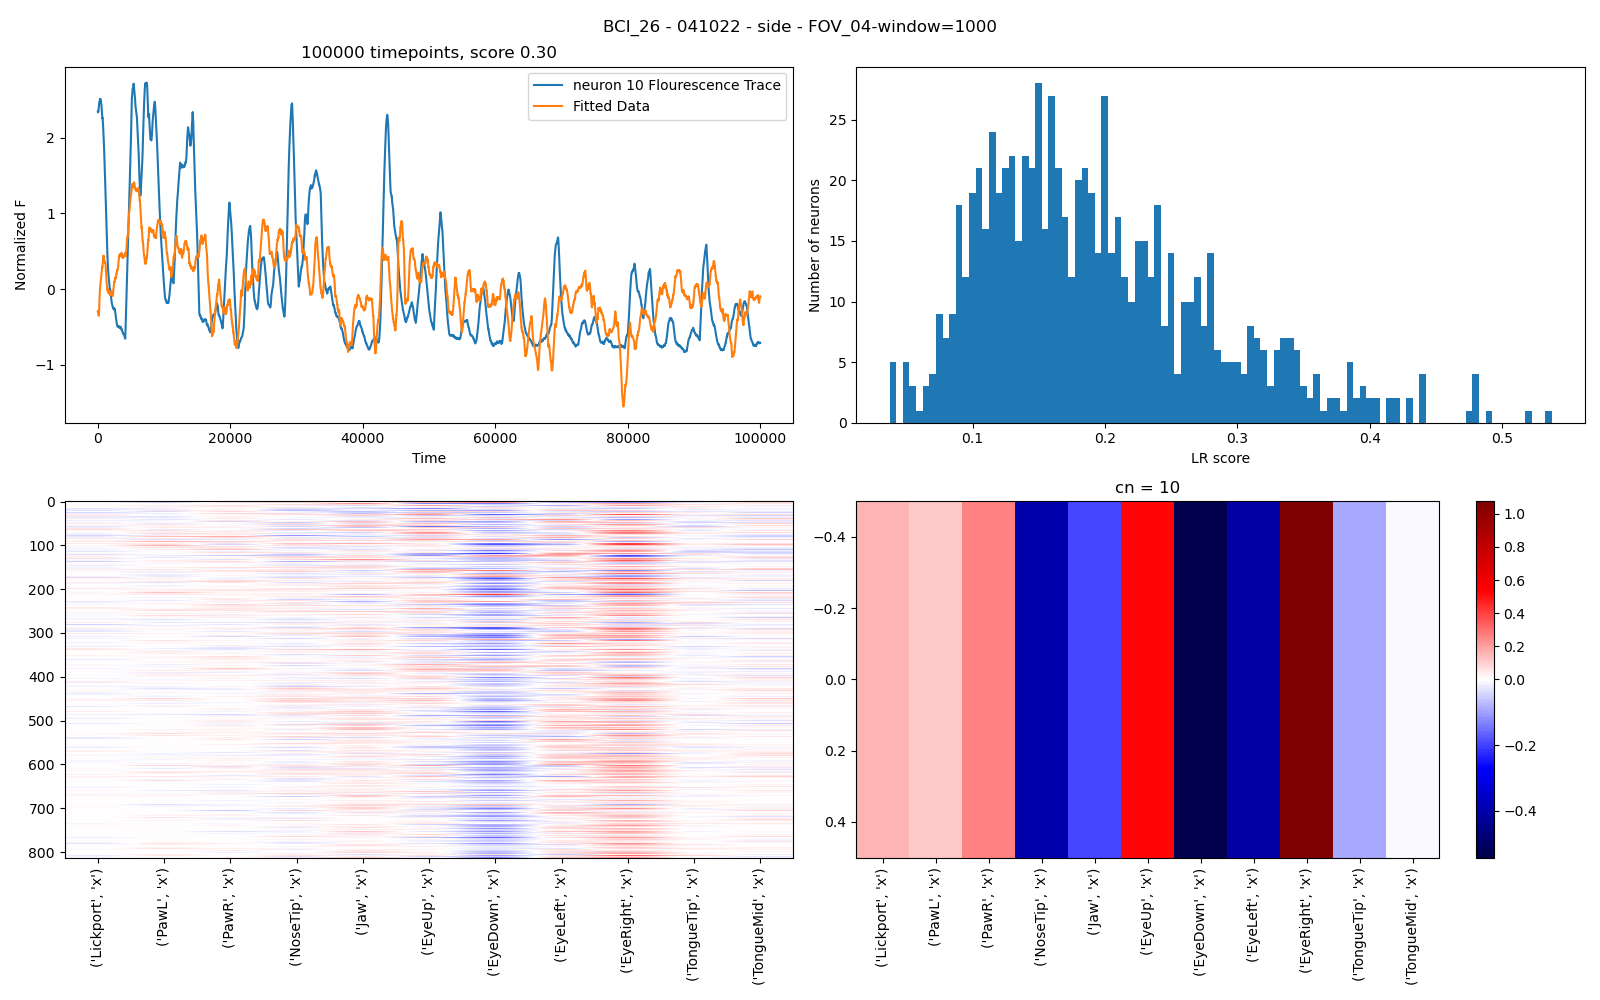 BCI_26 - 041022 - side - FOV_04-window=1000
100000 timepoints, score 0.30
neuron 10 Flourescence Trace
Fitted Data
Normalized F
2
1
0
−1
0
20000
40000
60000
80000
100000
Time
Number of neurons
25
20
15
10
5
0
0.1
0.2
0.3
0.4
0.5
LR score
0
100
200
300
400
500
600
700
800
('Lickport', 'x')
('PawL', 'x')
('PawR', 'x')
('NoseTip', 'x')
('Jaw', 'x')
('EyeUp', 'x')
('EyeDown', 'x')
('EyeLeft', 'x')
('EyeRight', 'x')
('TongueTip', 'x')
('TongueMid', 'x')
cn = 10
−0.4
−0.2
0.0
0.2
0.4
('Lickport', 'x')
('PawL', 'x')
('PawR', 'x')
('NoseTip', 'x')
('Jaw', 'x')
('EyeUp', 'x')
('EyeDown', 'x')
('EyeLeft', 'x')
('EyeRight', 'x')
('TongueTip', 'x')
('TongueMid', 'x')
1.0
0.8
0.6
0.4
0.2
0.0
−0.2
−0.4